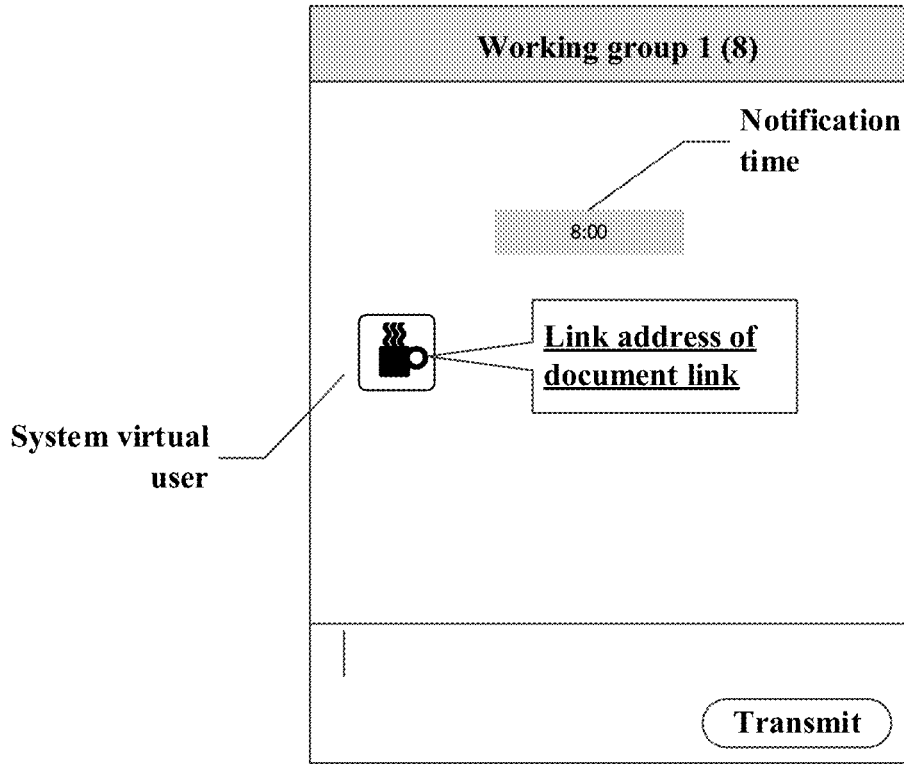 Working group 1 (8)
Notification
time
8:00
Link address of
document link
System virtual
user
Transmit